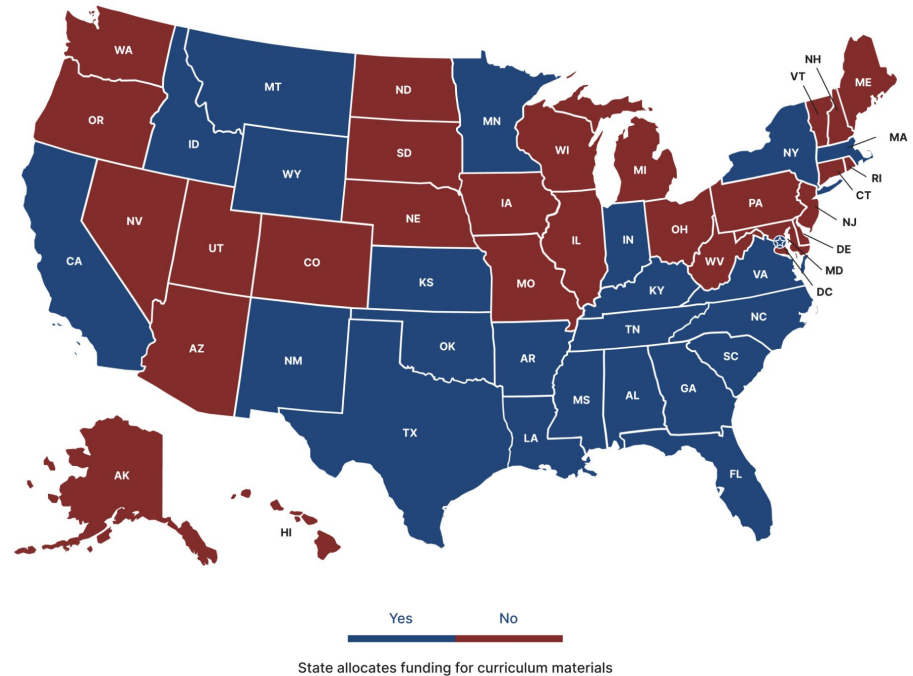 WA
MT
ND
MN
OR
ID
SD
WI
MI
NH
VT
ME
MA
NY
RI
CT
WY
NE
IA
PA
NJ
NV
UT
CO
IL
IN
OH
WV
DE
MD
DC
CA
KS
MO
KY
VA
AZ
NM
OK
AR
TN
NC
SC
MS
AL
GA
TX
LA
FL
AK
HI
Yes No
State allocates funding for curriculum materials